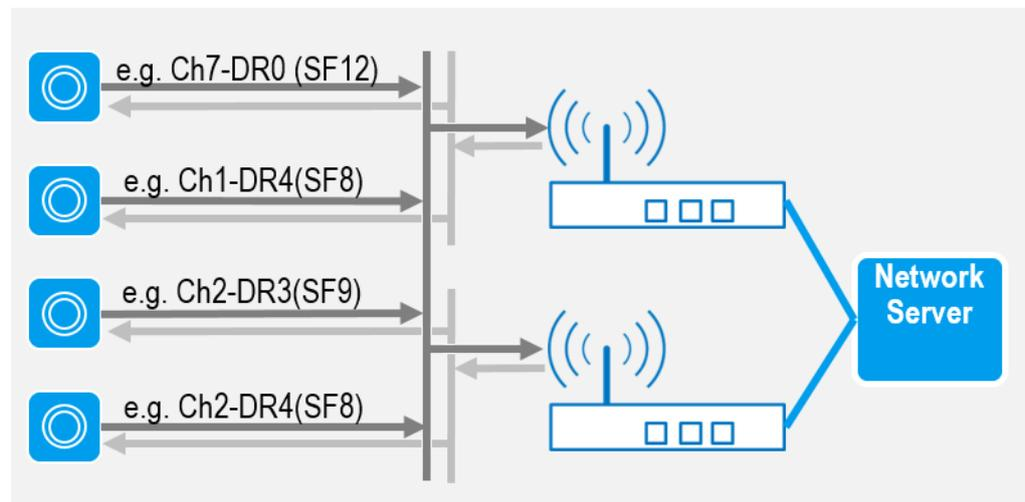 e.g. Ch7-DR0 (SF12)
e.g. Ch1-DR4(SF8)
e.g. Ch2-DR3(SF9)
e.g. Ch2-DR4(SF8)
Network
Server